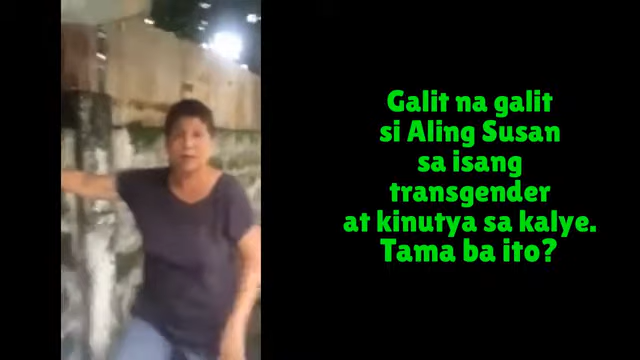 Galit na galit
si Aling Susan
sa isang
transgender
at kinutya sa kalye.
Tama ba ito?